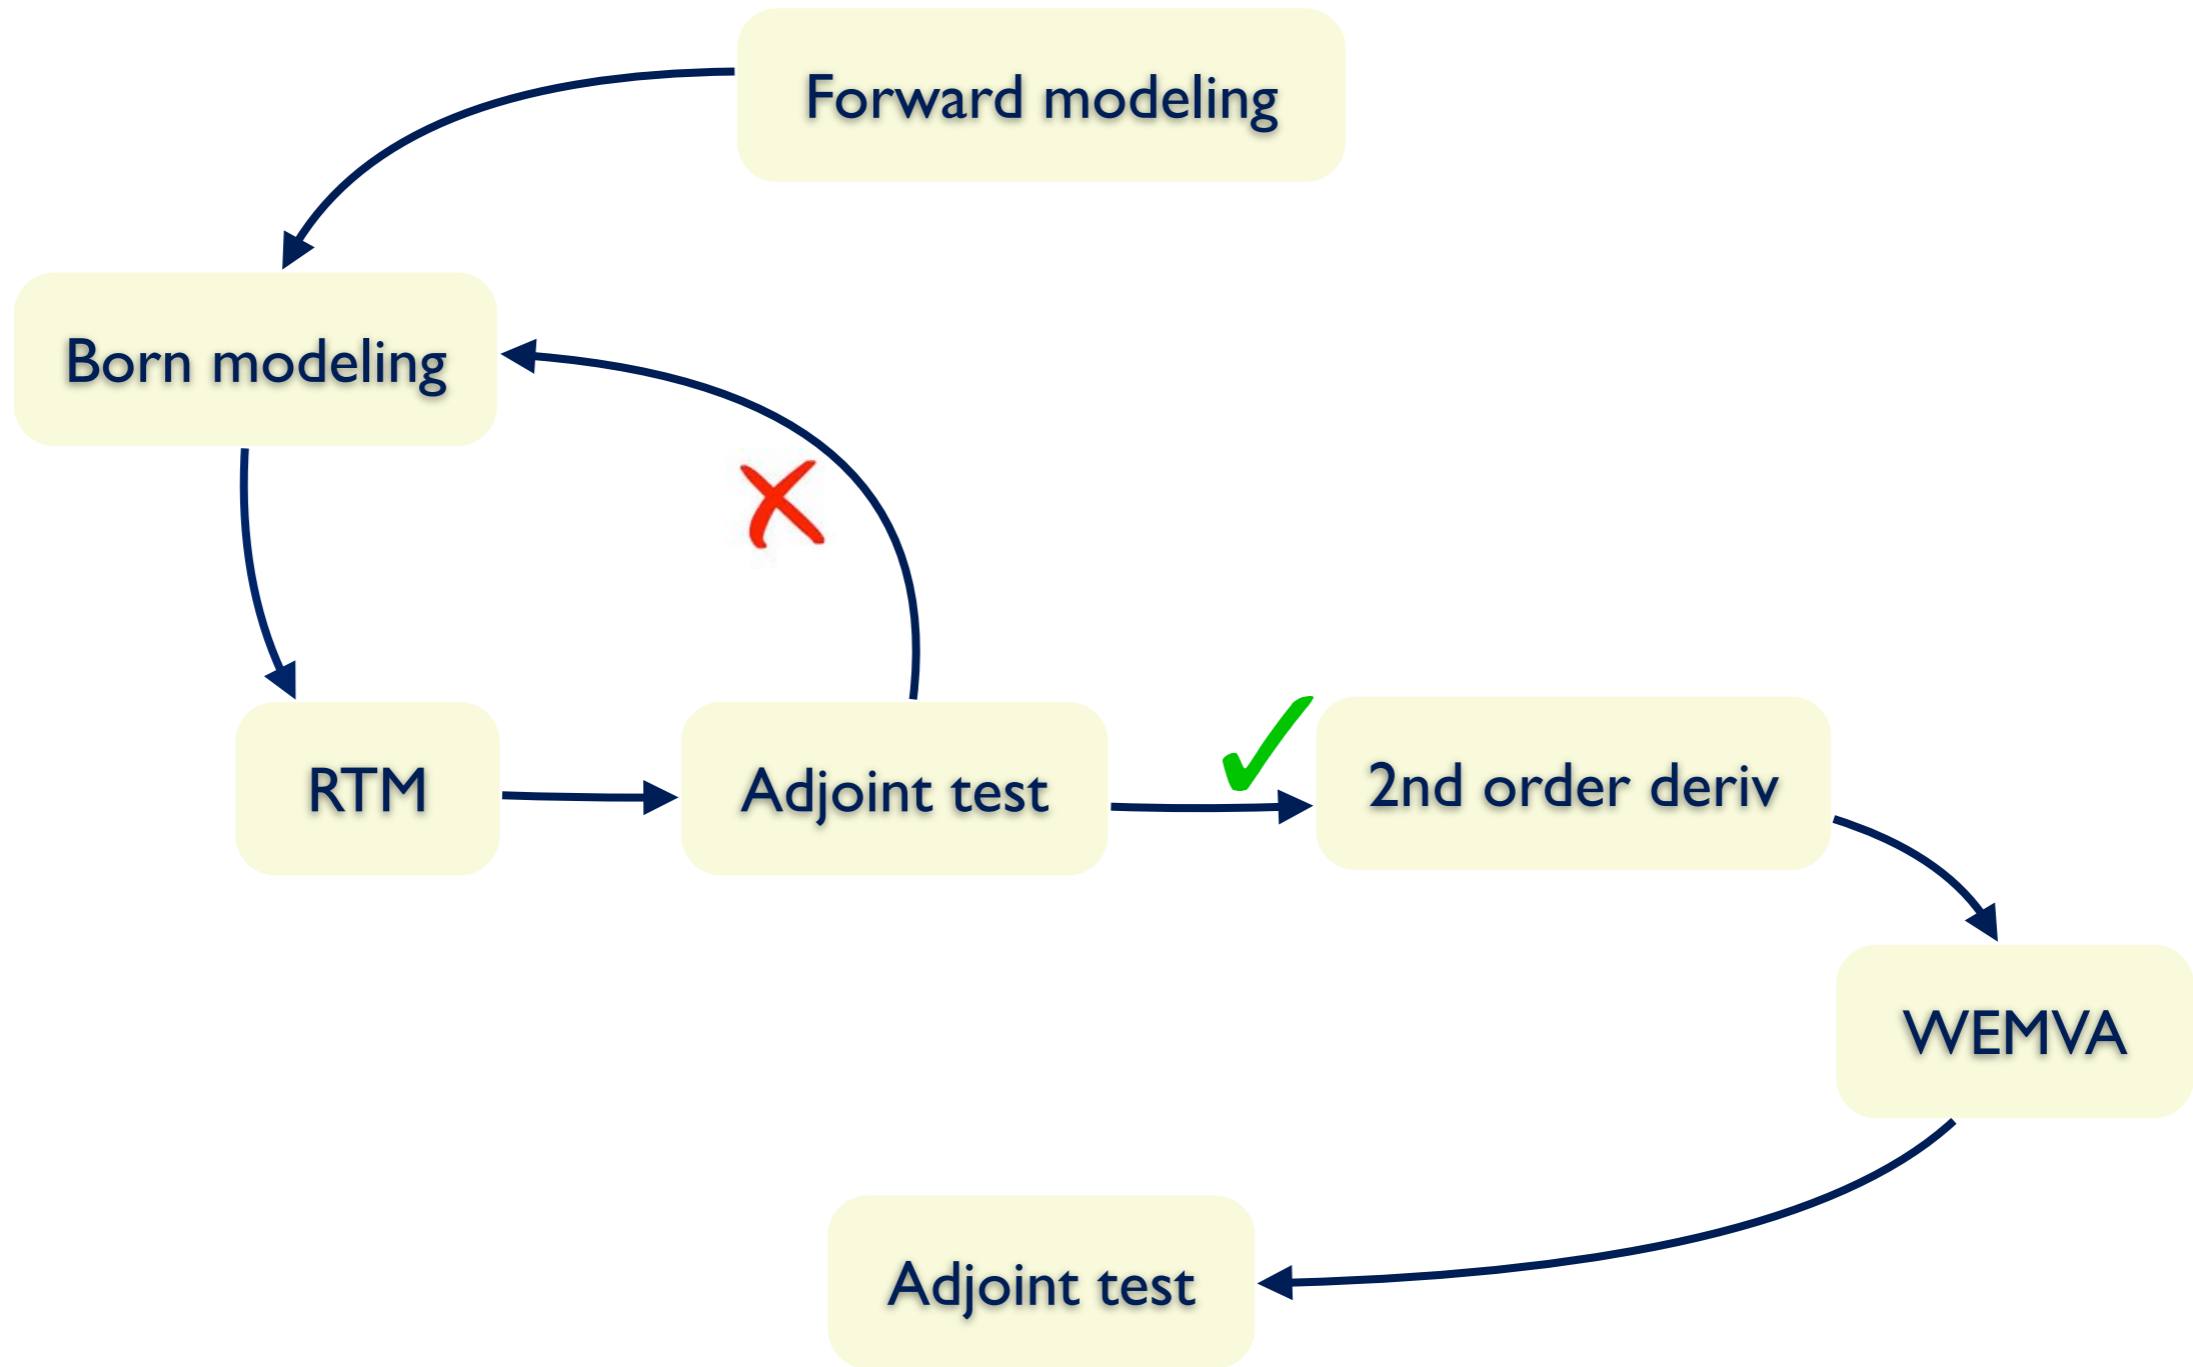 Forward modeling
Born modeling
RTM
Adjoint test
2nd order deriv
WEMVA
Adjoint test